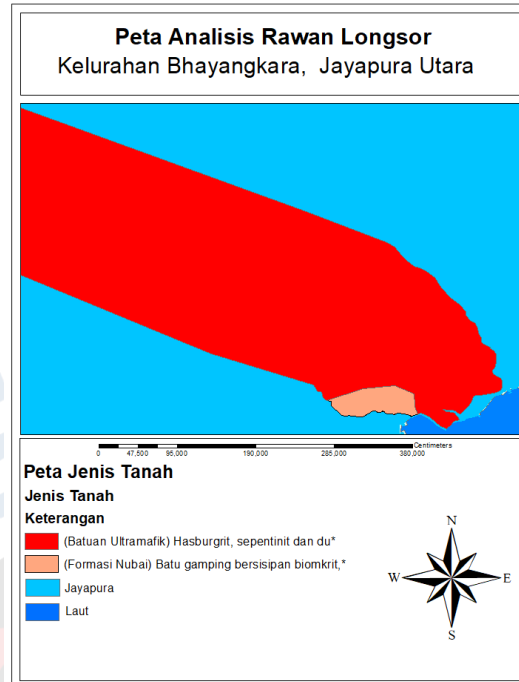 Peta Analisis Rawan Longsor
Kelurahan Bhayangkara, Jayapura Utara
0 47,500 95,000 190,000 285,000 380,000 Centimeters
Peta Jenis Tanah
Jenis Tanah
Keterangan
(Batuan Ultramafik) Hasburgrit, sepentinit dan du*
(Formasi Nubai) Batu gamping bersisipan biomkrit,*
Jayapura
Laut
N
W E
S